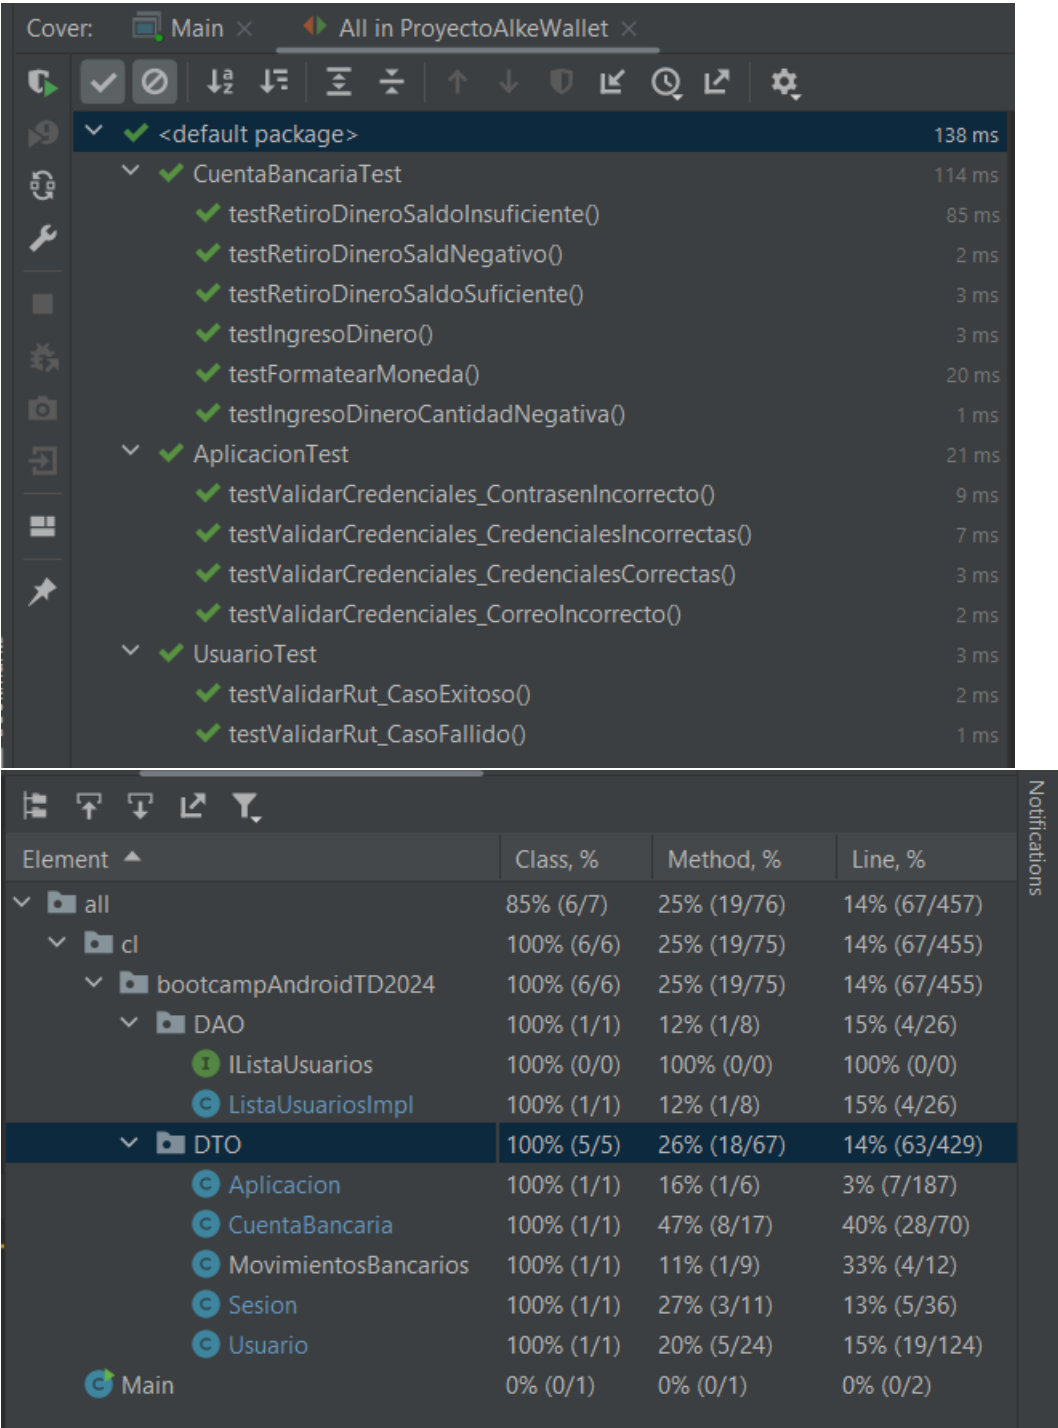 Cover: Main × All in ProyectoAlkeWallet ×
<default package> 138 ms
CuentaBancariaTest 114 ms
testRetiroDineroSaldoInsuficiente() 85 ms
testRetiroDineroSaldNegativo() 2 ms
testRetiroDineroSaldoSuficiente() 3 ms
testIngresoDinero() 3 ms
testFormatearMoneda() 20 ms
testIngresoDineroCantidadNegativa() 1 ms
AplicacionTest 21 ms
testValidarCredenciales_ContrasenIncorrecto() 9 ms
testValidarCredenciales_CredencialesIncorrectas() 7 ms
testValidarCredenciales_CredencialesCorrectas() 3 ms
testValidarCredenciales_CorreoIncorrecto() 2 ms
UsuarioTest 3 ms
testValidarRut_CasoExitoso() 2 ms
testValidarRut_CasoFallido() 1 ms
Notifications
Element Class, % Method, % Line, %
all 85% (6/7) 25% (19/76) 14% (67/457)
cl 100% (6/6) 25% (19/75) 14% (67/455)
bootcampAndroidTD2024 100% (6/6) 25% (19/75) 14% (67/455)
DAO 100% (1/1) 12% (1/8) 15% (4/26)
IListaUsuarios 100% (0/0) 100% (0/0) 100% (0/0)
ListaUsuariosImpl 100% (1/1) 12% (1/8) 15% (4/26)
DTO 100% (5/5) 26% (18/67) 14% (63/429)
Aplicacion 100% (1/1) 16% (1/6) 3% (7/187)
CuentaBancaria 100% (1/1) 47% (8/17) 40% (28/70)
MovimientosBancarios 100% (1/1) 11% (1/9) 33% (4/12)
Sesion 100% (1/1) 27% (3/11) 13% (5/36)
Usuario 100% (1/1) 20% (5/24) 15% (19/124)
Main 0% (0/1) 0% (0/1) 0% (0/2)